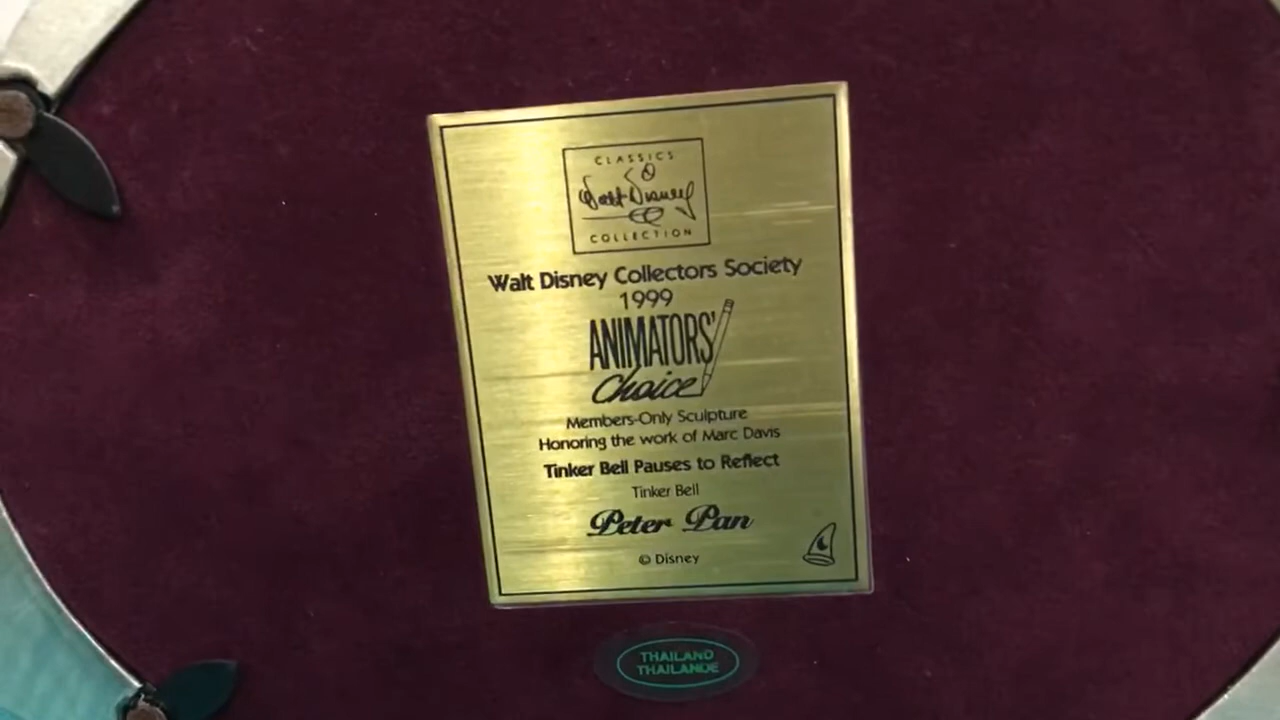 CLASSICS
Walt Disney
COLLECTION
Walt Disney Collectors Society
1999
ANIMATORS'
Choice
Members-Only Sculpture
Honoring the work of Marc Davis
Tinker Bell Pauses to Reflect
Tinker Bell
Peter Pan
© Disney
THAILAND
THAILANDE